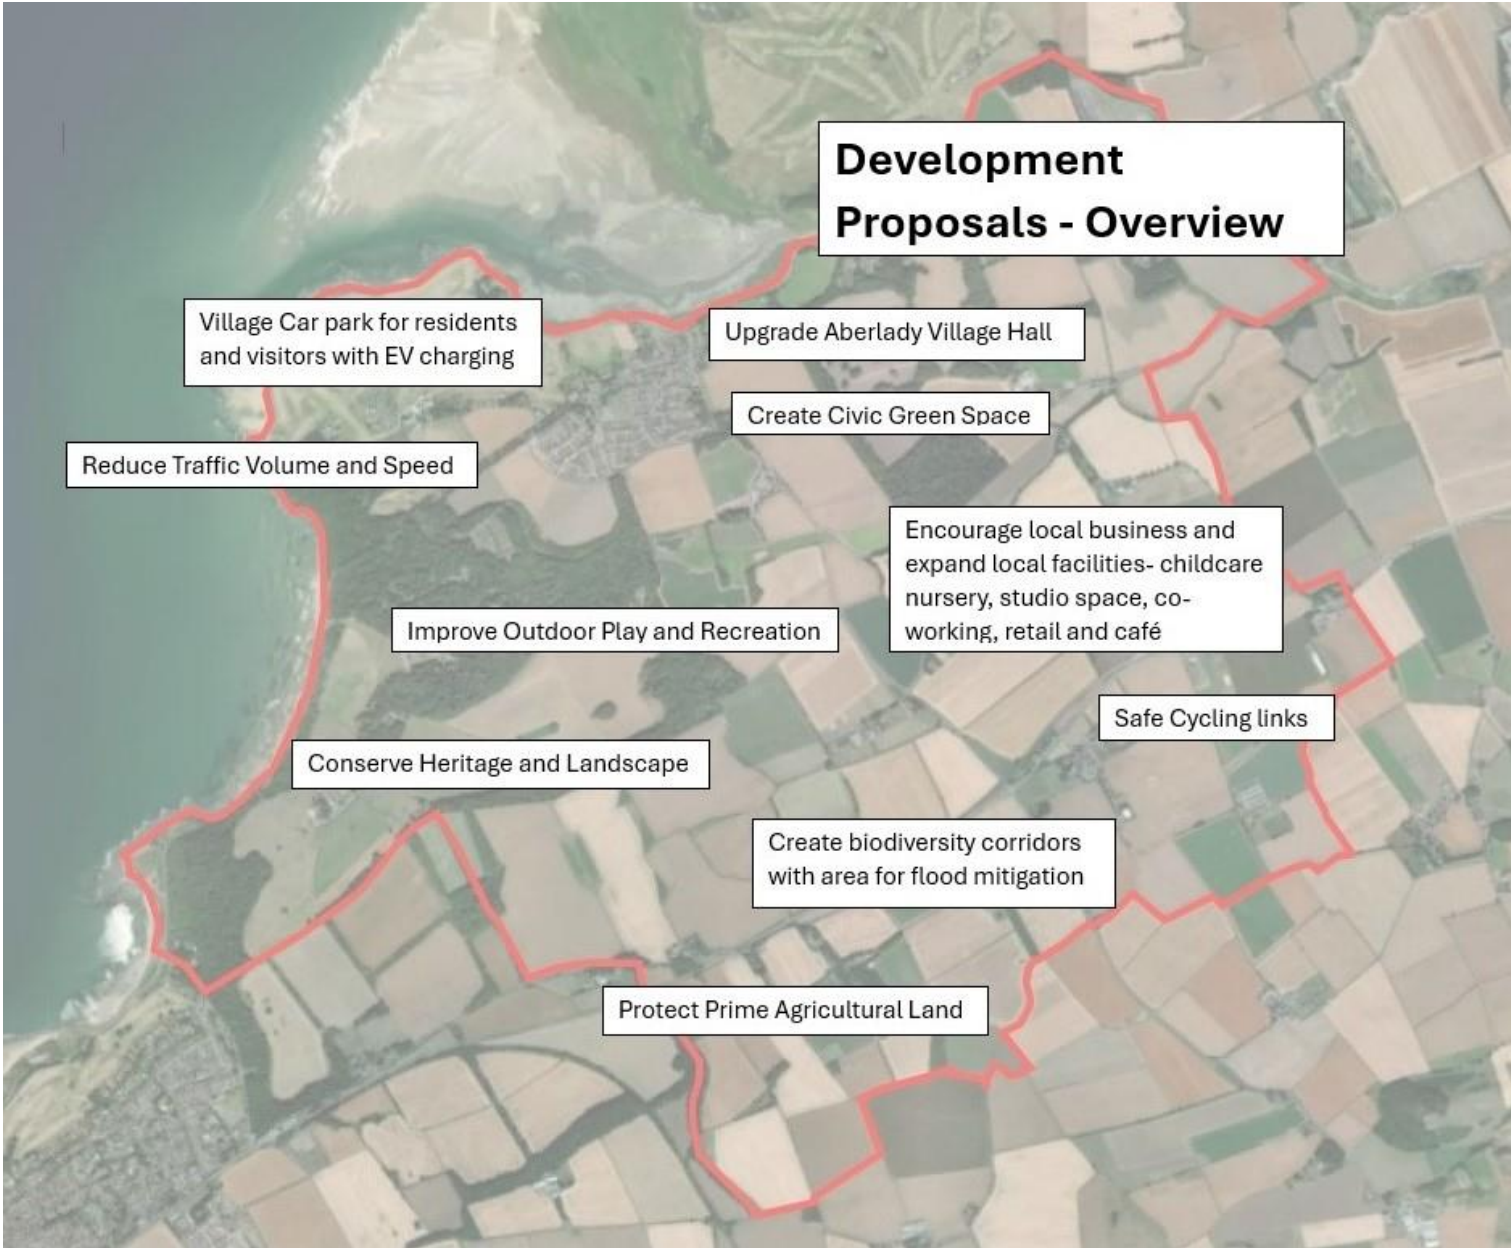 Development
Proposals - Overview
Village Car park for residents
and visitors with EV charging
Upgrade Aberlady Village Hall
Create Civic Green Space
Reduce Traffic Volume and Speed
Encourage local business and
expand local facilities- childcare
nursery, studio space, co-
working, retail and café
Improve Outdoor Play and Recreation
Safe Cycling links
Conserve Heritage and Landscape
Create biodiversity corridors
with area for flood mitigation
Protect Prime Agricultural Land